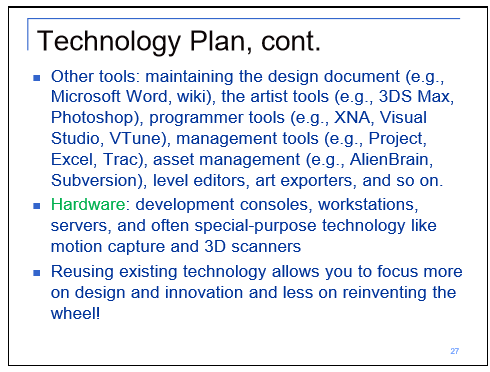 Technology Plan, cont.
Other tools: maintaining the design document (e.g.,
Microsoft Word, wiki), the artist tools (e.g., 3DS Max,
Photoshop), programmer tools (e.g., XNA, Visual
Studio, VTune), management tools (e.g., Project,
Excel, Trac), asset management (e.g., AlienBrain,
Subversion), level editors, art exporters, and so on.
Hardware: development consoles, workstations,
servers, and often special-purpose technology like
motion capture and 3D scanners
Reusing existing technology allows you to focus more
on design and innovation and less on reinventing the
wheel!
27